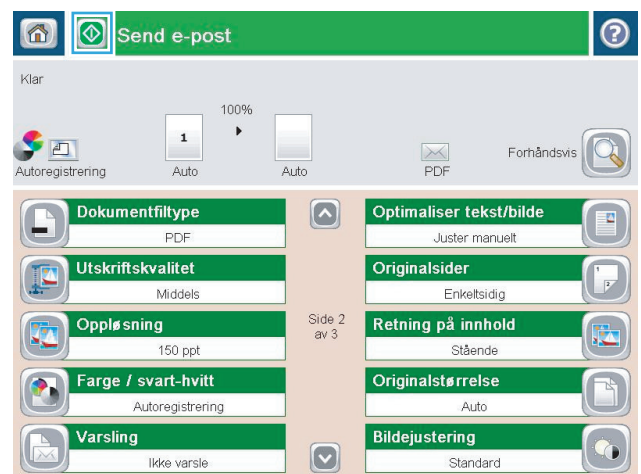 Send e-post
Klar
100%
1
Autoregistrering
Auto
Auto
PDF
Forhåndsvis
Dokumentfiltype
PDF
Utskriftskvalitet
Middels
Oppløsning
150 ppt
Farge / svart-hvitt
Autoregistrering
Varsling
Ikke varsle
Side 2
av 3
Optimaliser tekst/bilde
Juster manuelt
Originalsider
Enkeltsidig
Retning på innhold
Stående
Originalstørrelse
Auto
Bildejustering
Standard